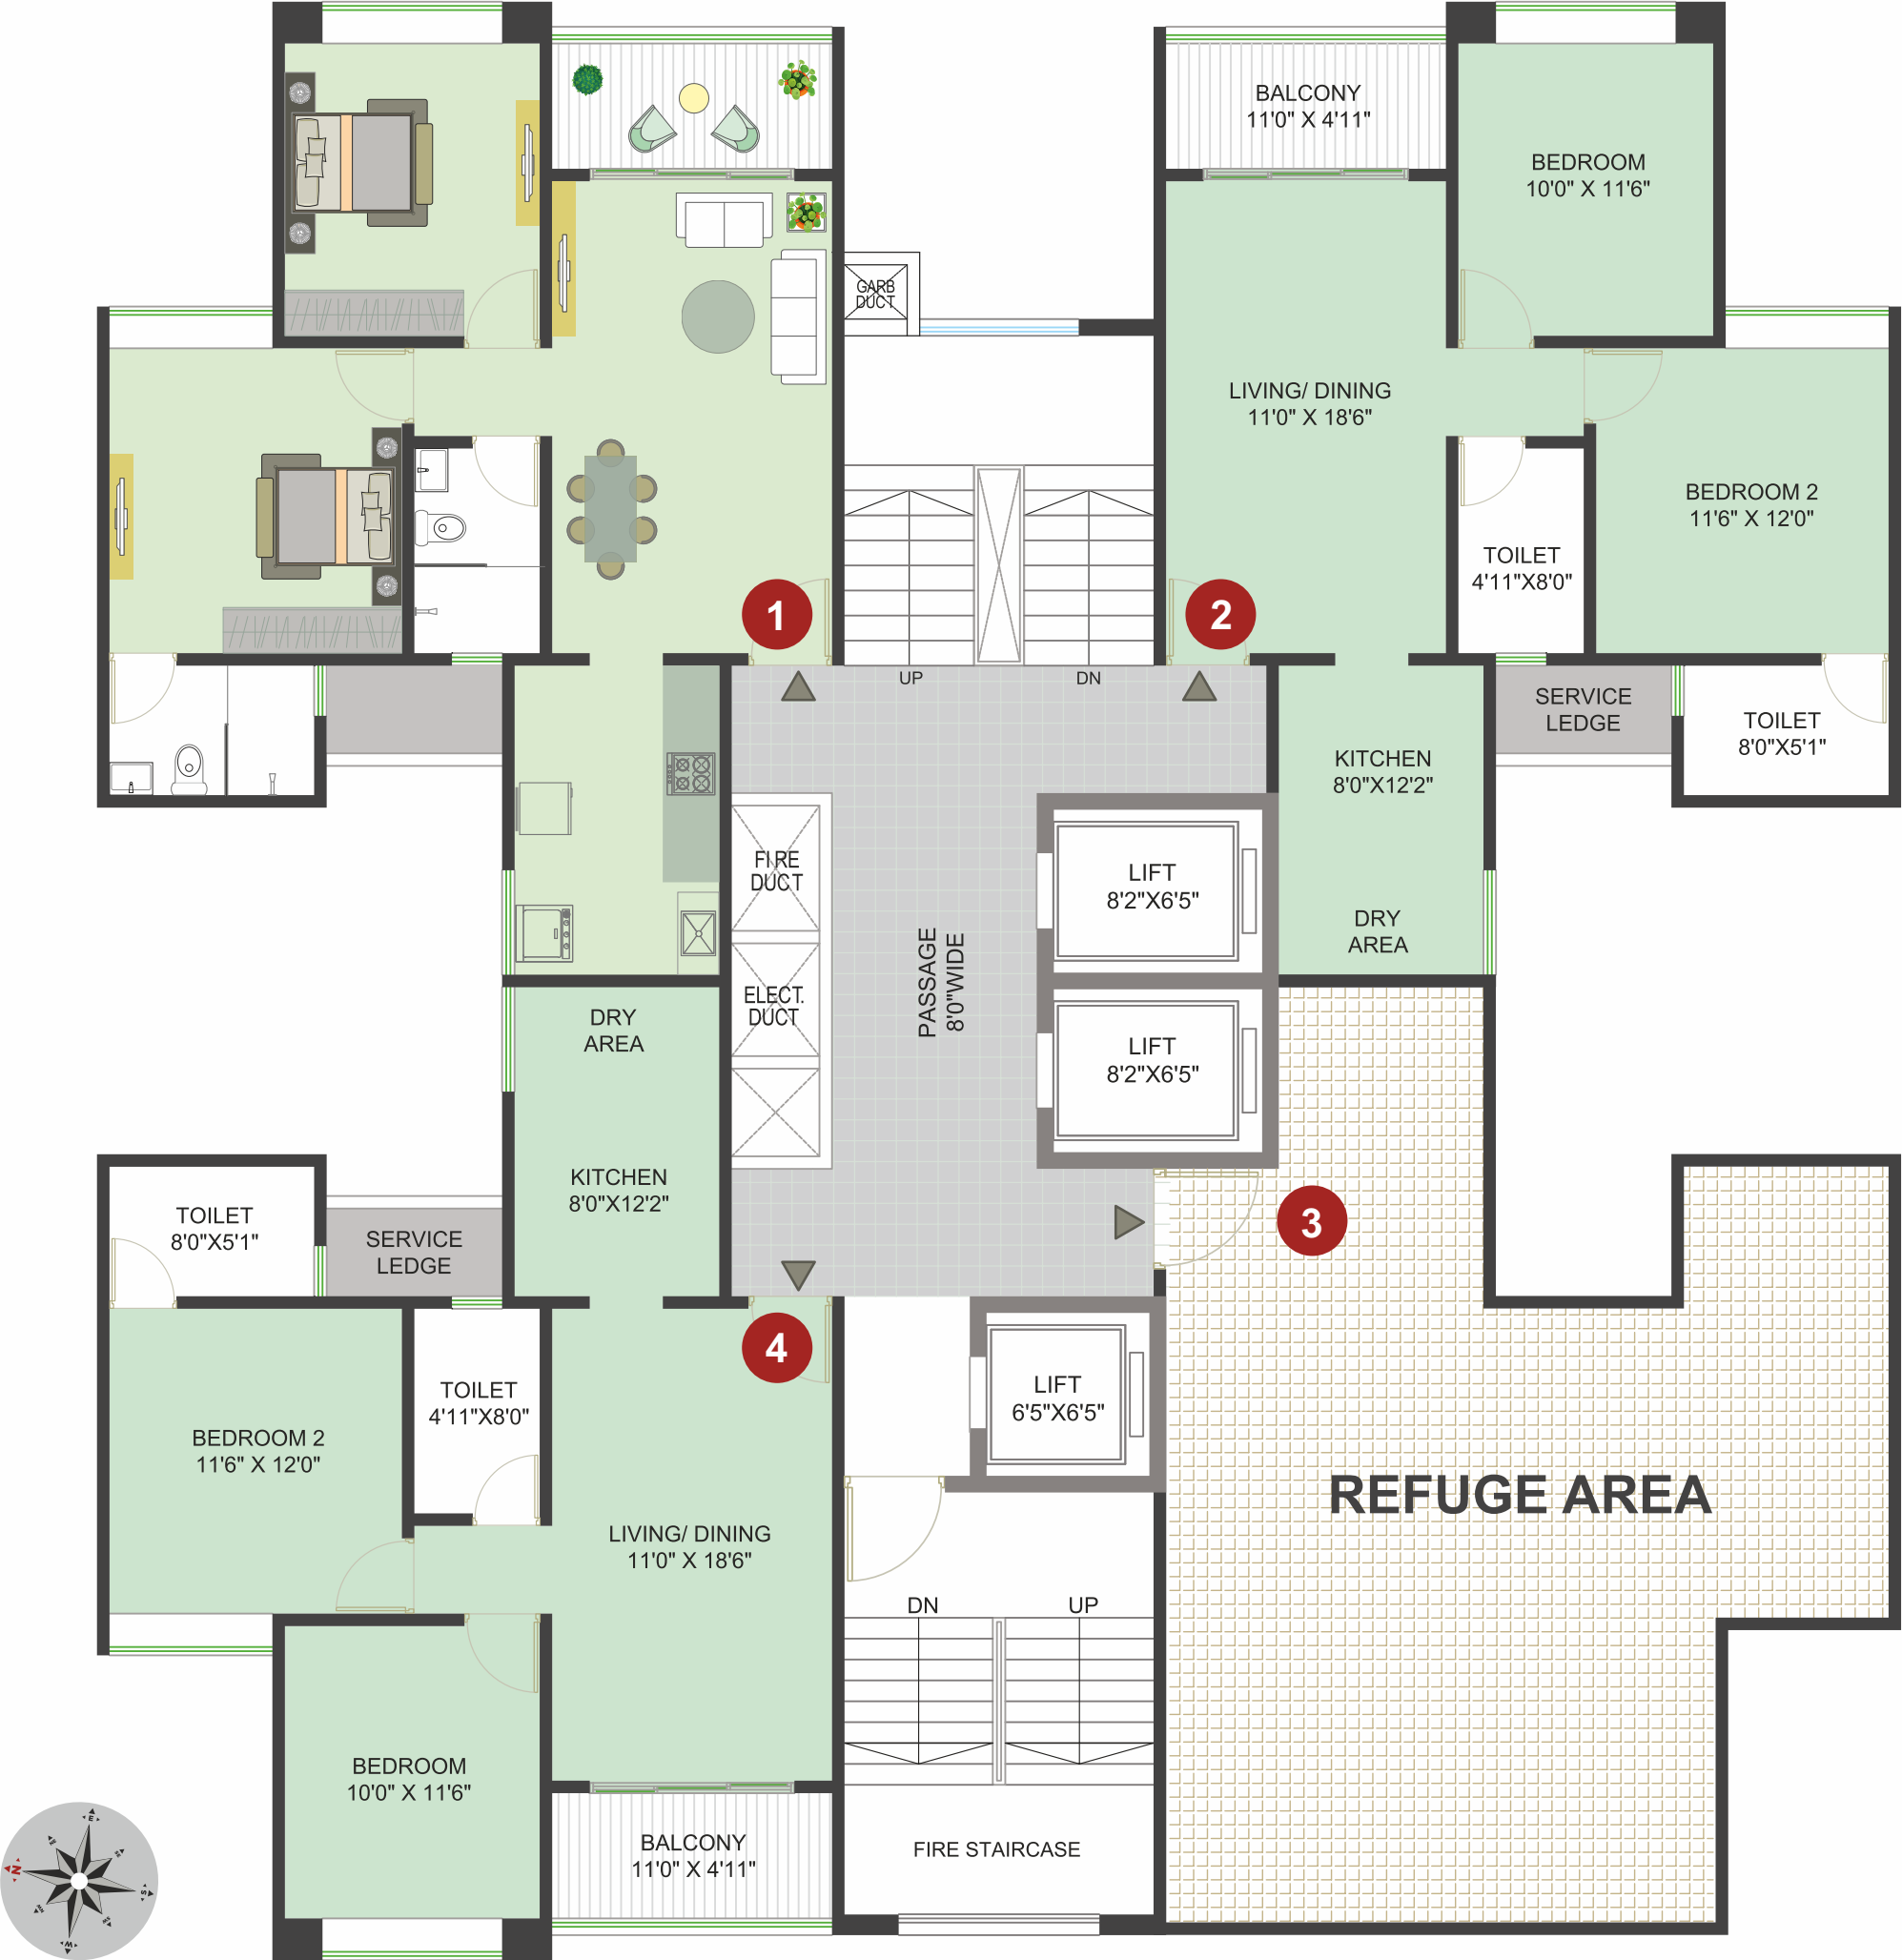 BALCONY
11'0" X 4'11"
BEDROOM
10'0" X 11'6"
GARB
DUCT
LIVING/ DINING
11'0" X 18'6"
BEDROOM 2
11'6" X 12'0"
TOILET
4'11"X8'0"
1
2
UP
DN
SERVICE
LEDGE
TOILET
8'0"X5'1"
KITCHEN
8'0"X12'2"
FIRE
DUCT
LIFT
8'2"X6'5"
DRY
AREA
PASSAGE
8'0"WIDE
ELECT.
DUCT
DRY
AREA
LIFT
8'2"X6'5"
KITCHEN
8'0"X12'2"
TOILET
8'0"X5'1"
SERVICE
LEDGE
3
4
TOILET
4'11"X8'0"
LIFT
6'5"X6'5"
BEDROOM 2
11'6" X 12'0"
REFUGE AREA
LIVING/ DINING
11'0" X 18'6"
DN
UP
BEDROOM
10'0" X 11'6"
BALCONY
11'0" X 4'11"
FIRE STAIRCASE
E
N
S
W